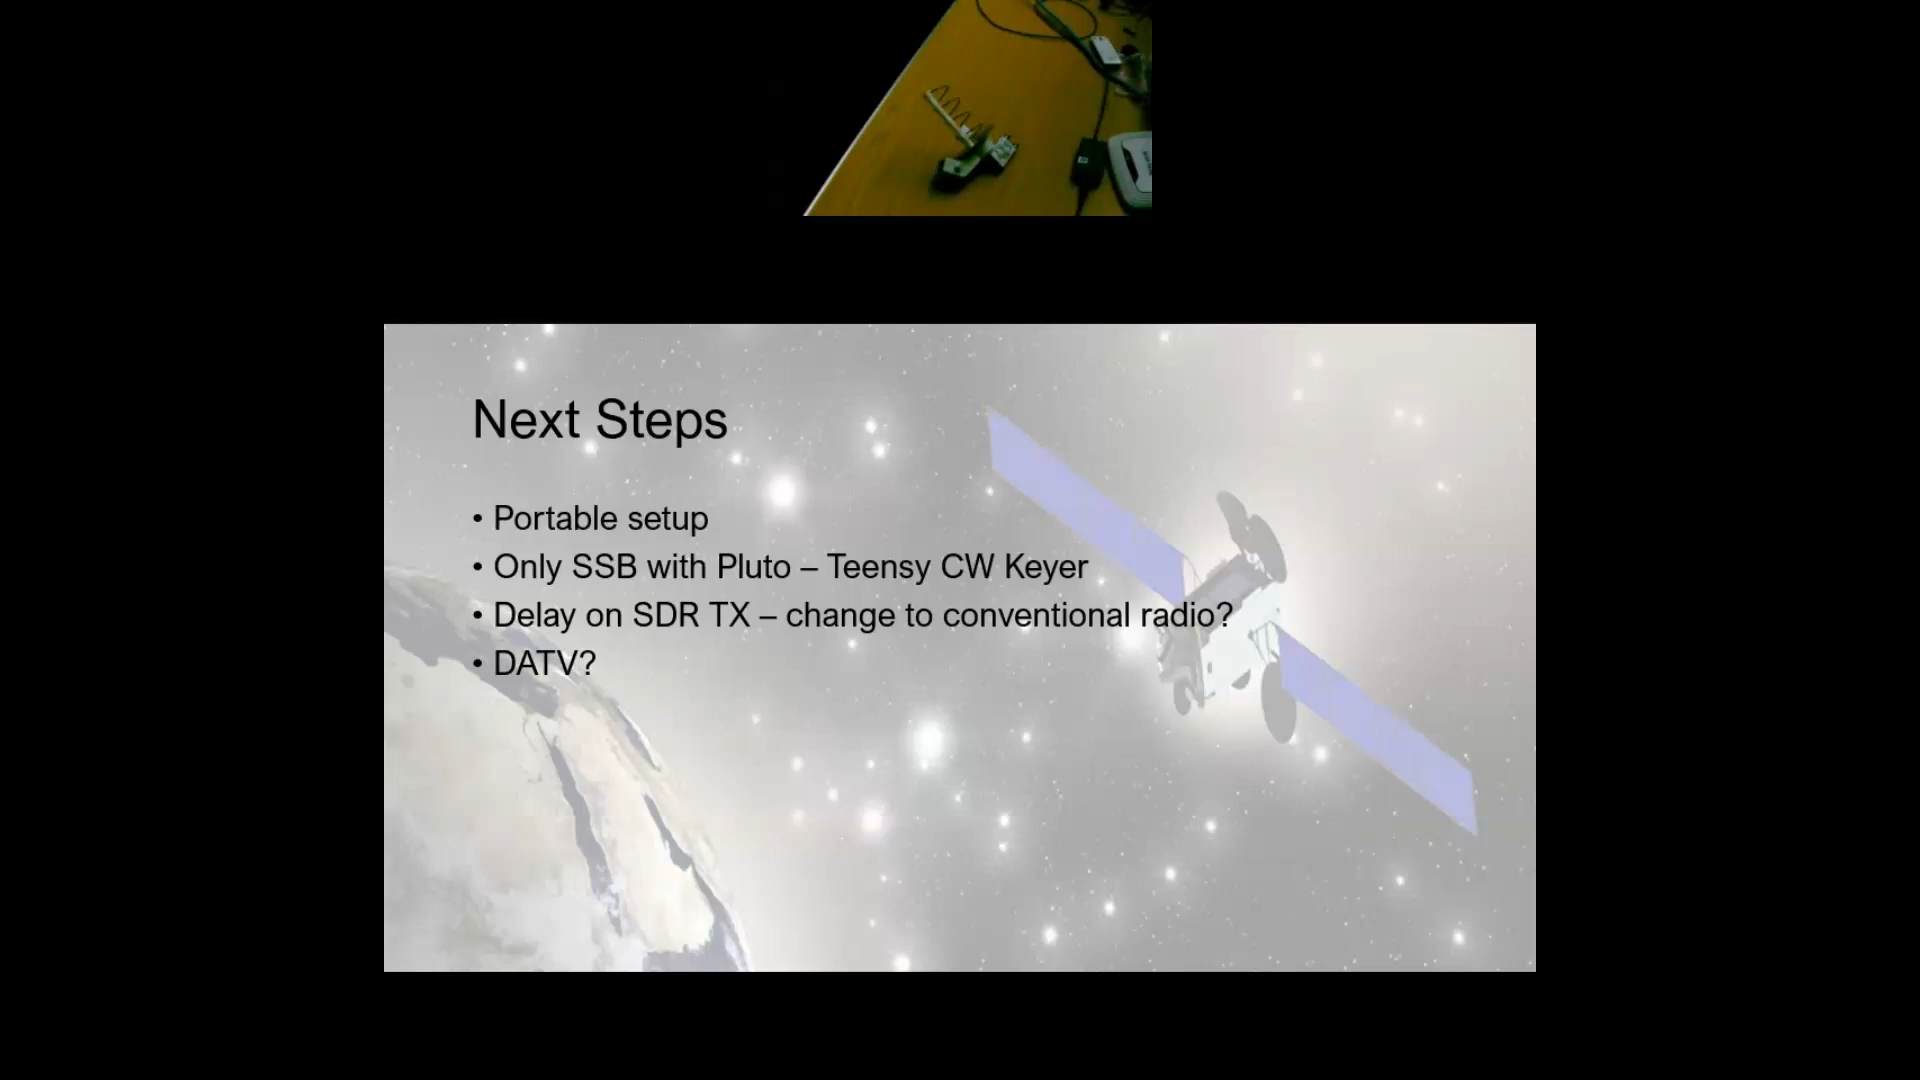 Next Steps
• Portable setup
• Only SSB with Pluto – Teensy CW Keyer
• Delay on SDR TX – change to conventional radio?
• DATV?